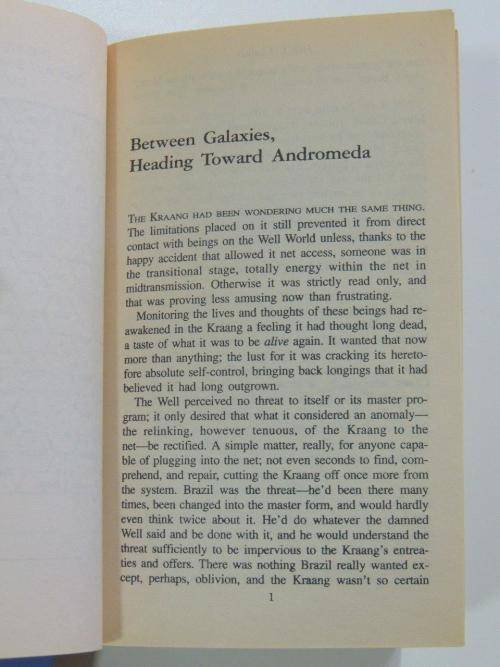 Between Galaxies,
Heading Toward Andromeda
THE KRAANG HAD BEEN WONDERING MUCH THE SAME THING.
The limitations placed on it still prevented it from direct
contact with beings on the Well World unless, thanks to the
happy accident that allowed it net access, someone was in
the transitional stage, totally energy within the net in
midtransmission. Otherwise it was strictly read only, and
that was proving less amusing now than frustrating.
Monitoring the lives and thoughts of these beings had re-
awakened in the Kraang a feeling it had thought long dead,
a taste of what it was to be alive again. It wanted that now
more than anything; the lust for it was cracking its hereto-
fore absolute self-control, bringing back longings that it had
believed it had long outgrown.
The Well perceived no threat to itself or its master pro-
gram; it only desired that what it considered an anomaly—
the relinking, however tenuous, of the Kraang to the
net—be rectified. A simple matter, really, for anyone capa-
ble of plugging into the net; not even seconds to find, com-
prehend, and repair, cutting the Kraang off once more from
the system. Brazil was the threat—he'd been there many
times, been changed into the master form, and would hardly
even think twice about it. He'd do whatever the damned
Well said and be done with it, and he would understand the
threat sufficiently to be impervious to the Kraang's entrea-
ties and offers. There was nothing Brazil really wanted ex-
cept, perhaps, oblivion, and the Kraang wasn't so certain
1